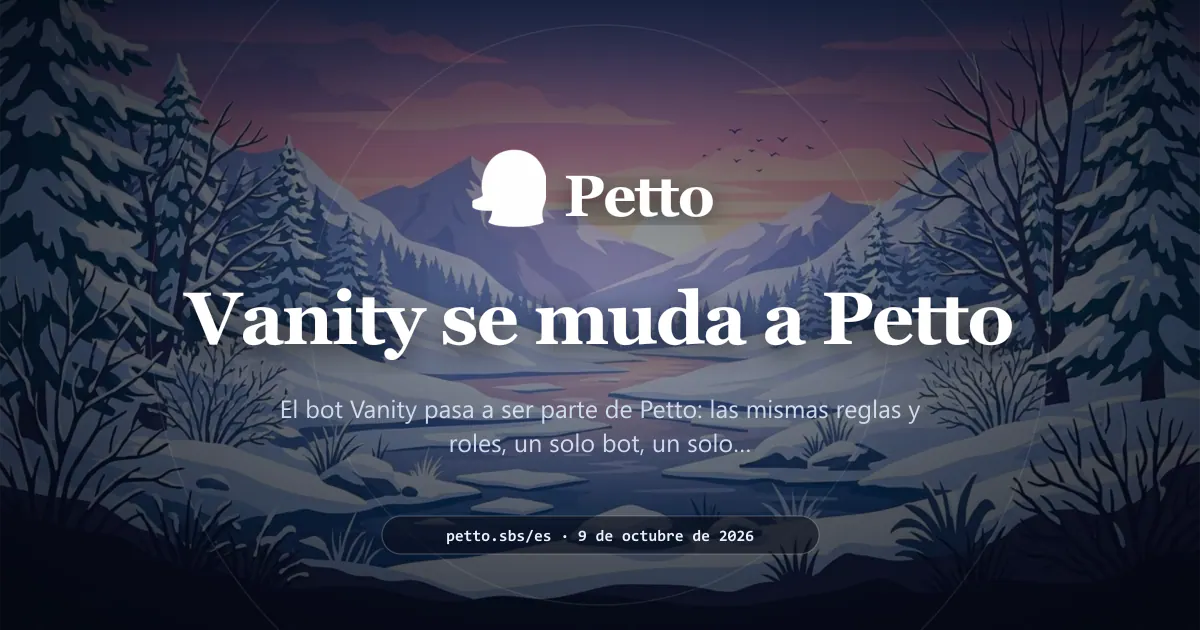 Petto
Vanity se muda a Petto
El bot Vanity pasa a ser parte de Petto: las mismas reglas y
roles, un solo bot, un solo...
petto.sbs/es · 9 de octubre de 2026